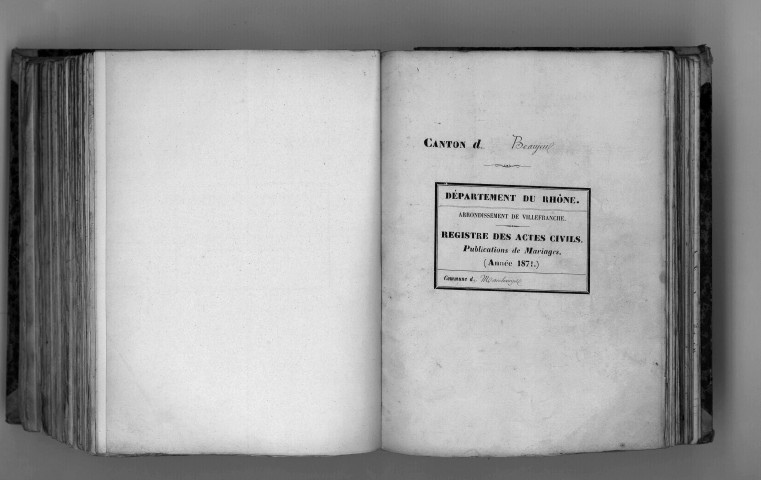 CANTON d Beaujeu
DÉPARTEMENT DU RHÔNE.
ARRONDISSEMENT DE VILLEFRANCHE.
REGISTRE DES ACTES CIVILS.
Publications de Mariages.
(Année 1871.)
Commune d